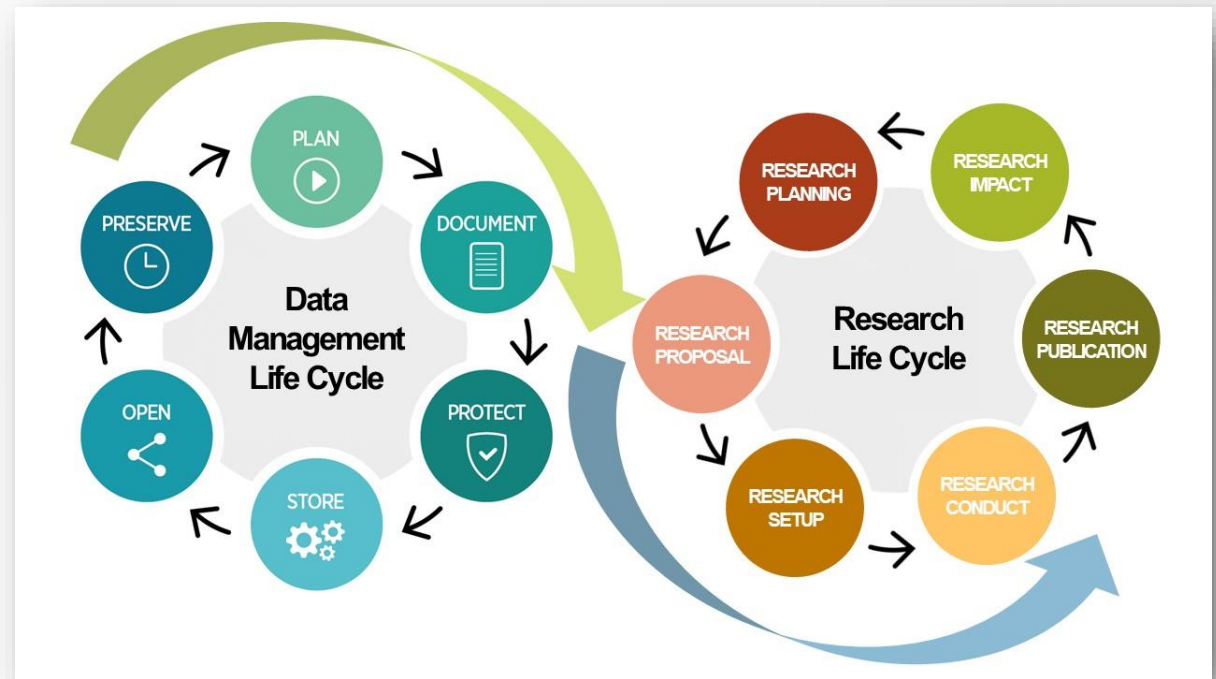 PLAN
DOCUMENT
PROTECT
STORE
OPEN
PRESERVE
Data
Management
Life Cycle
RESEARCH
PLANNING
RESEARCH
PROPOSAL
RESEARCH
SETUP
RESEARCH
CONDUCT
RESEARCH
PUBLICATION
RESEARCH
IMPACT
Research
Life Cycle